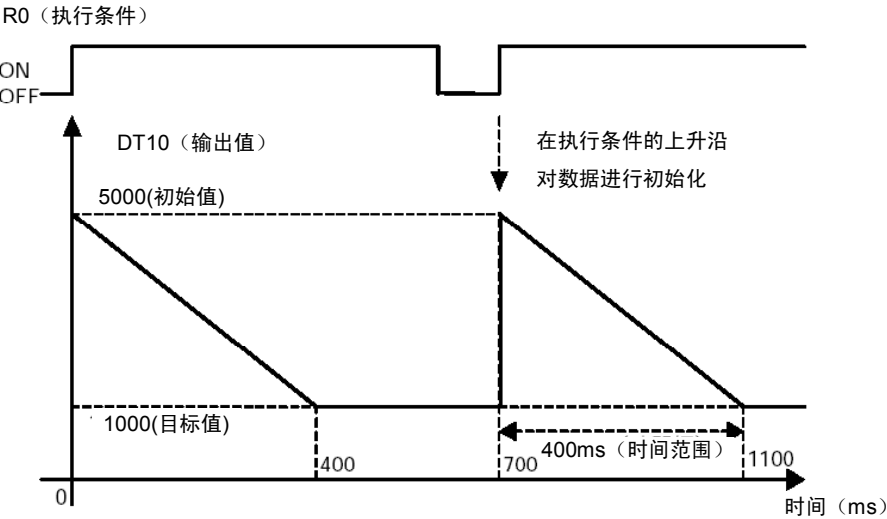 R0（执行条件）
ON
OFF
DT10（输出值）
在执行条件的上升沿
对数据进行初始化
5000(初始值)
1000(目标值)
400ms（时间范围）
0
400
700
1100
时间（ms）